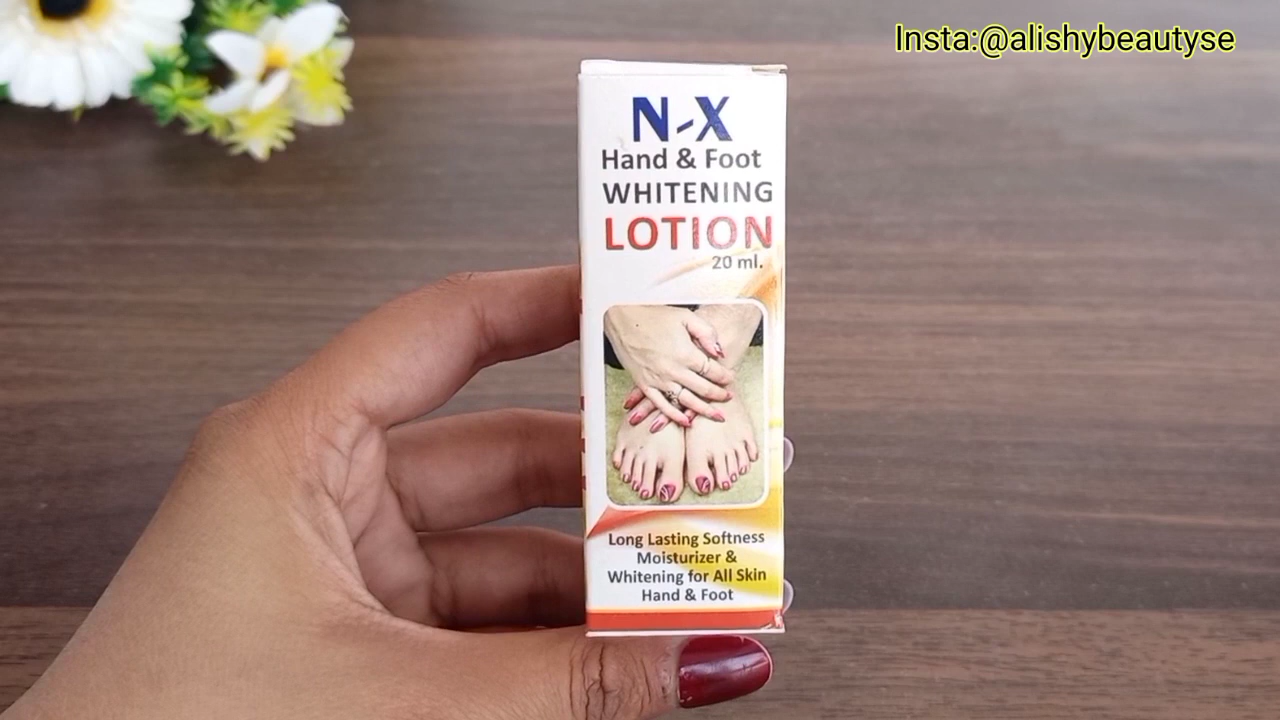 Insta:@alishybeautyse
N-X
Hand & Foot
WHITENING
LOTION
20 ml.
Long Lasting Softness
Moisturizer &
Whitening for All Skin
Hand & Foot